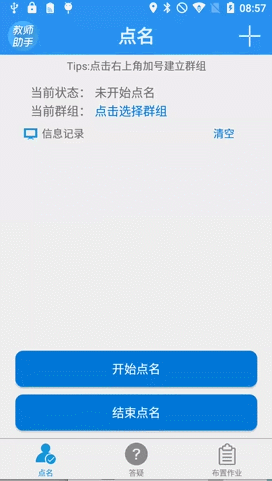 08:57
教师
助手
点名
Tips:点击右上角加号建立群组
当前状态： 未开始点名
当前群组： 点击选择群组
信息记录 清空
开始点名
结束点名
点名 答疑 布置作业